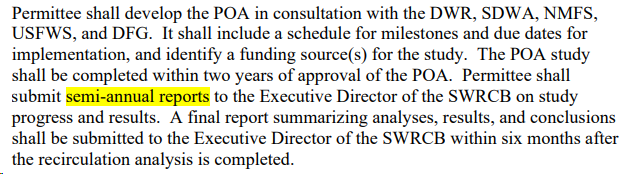 Permittee shall develop the POA in consultation with the DWR, SDWA, NMFS,
USFWS, and DFG.  It shall include a schedule for milestones and due dates for
implementation, and identify a funding source(s) for the study.  The POA study
shall be completed within two years of approval of the POA.  Permittee shall
submit semi-annual reports to the Executive Director of the SWRCB on study
progress and results.  A final report summarizing analyses, results, and conclusions
shall be submitted to the Executive Director of the SWRCB within six months after
the recirculation analysis is completed.